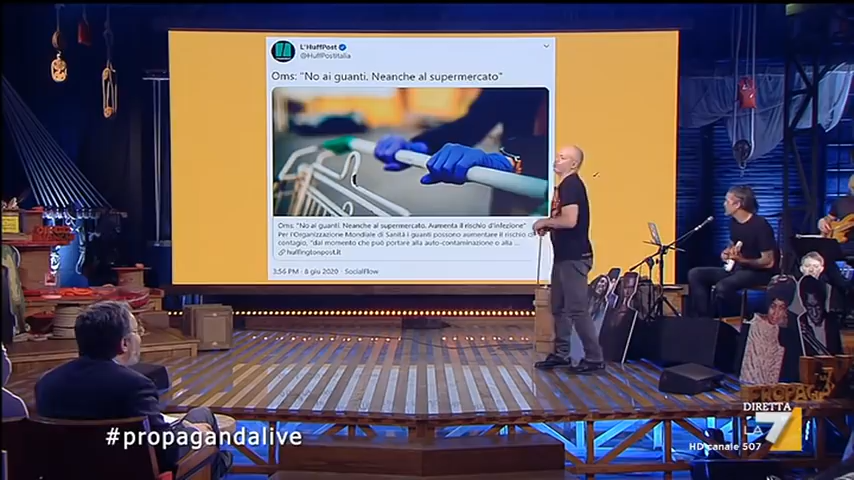 L'HuffPost
@HuffPostItalia
Oms: "No ai guanti. Neanche al supermercato"
Oms: "No ai guanti. Neanche al supermercato. Aumenta il rischio d'infezione"
Per l'Organizzazione Mondiale di Sanità i guanti possono aumentare il rischio di
contagio, "dal momento che può portare alla auto-contaminazione o alla ...
huffingtonpost.it
3:56 PM · 8 giu 2020 · SocialFlow
#propagandalive
DIRETTA
LA 7
HD canale 507